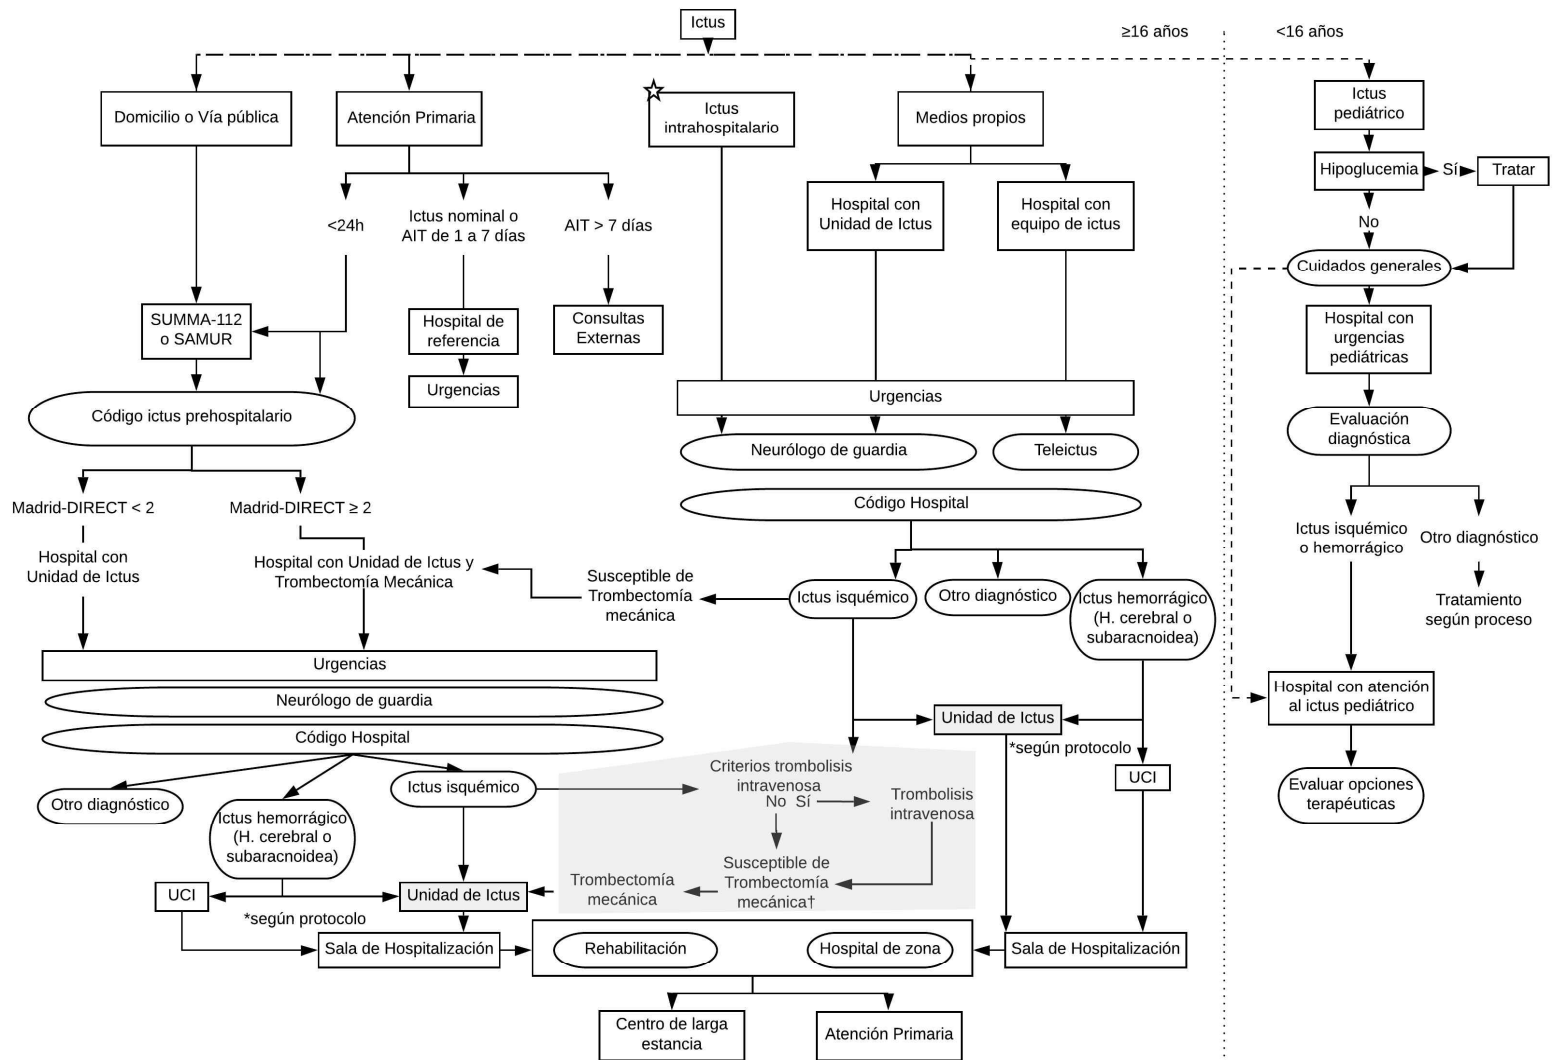 Ictus
≥16 años
<16 años
Domicilio o Vía pública
Atención Primaria
Ictus
intrahospitalario
Medios propios
Ictus
pediátrico
Hipoglucemia
Sí
Tratar
No
<24h
Ictus nominal o
AIT de 1 a 7 días
AIT > 7 días
Hospital con
Unidad de Ictus
Hospital con
equipo de ictus
Cuidados generales
SUMMA-112
o SAMUR
Hospital de
referencia
Consultas
Externas
Hospital con
urgencias
pediátricas
Urgencias
Urgencias
Código ictus prehospitalario
Neurólogo de guardia
Teleictus
Evaluación
diagnóstica
Madrid-DIRECT < 2
Madrid-DIRECT ≥ 2
Código Hospital
Ictus isquémico
o hemorrágico
Otro diagnóstico
Hospital con
Unidad de Ictus
Hospital con Unidad de Ictus y
Trombectomía Mecánica
Susceptible de
Trombectomía
mecánica
Ictus isquémico
Otro diagnóstico
Ictus hemorrágico
(H. cerebral o
subaracnoidea)
Tratamiento
según proceso
Urgencias
Neurólogo de guardia
Código Hospital
Unidad de Ictus
*según protocolo
UCI
Hospital con atención
al ictus pediátrico
Otro diagnóstico
Ictus hemorrágico
(H. cerebral o
subaracnoidea)
Ictus isquémico
Criterios trombolisis
intravenosa
No Sí
Trombolisis
intravenosa
Evaluar opciones
terapéuticas
UCI
*según protocolo
Unidad de Ictus
Trombectomía
mecánica
Susceptible de
Trombectomía
mecánica†
Sala de Hospitalización
Rehabilitación
Hospital de zona
Sala de Hospitalización
Centro de larga
estancia
Atención Primaria